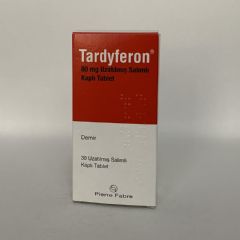 Tardyferon®
80 mg Uzatılmış Salımlı
Kaplı Tablet
Demir
30 Uzatılmış Salımlı
Kaplı Tablet
Pierre Fabre